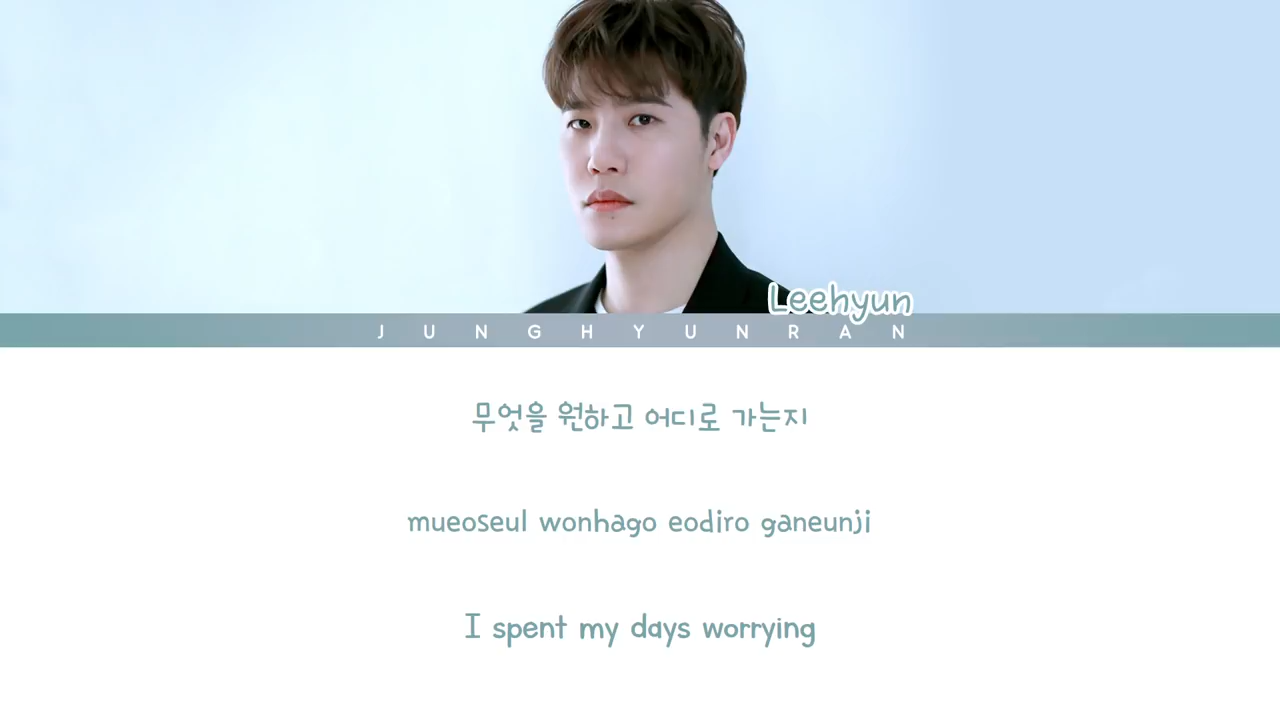 Leehyun
JUNGHYUNRAN
무엇을 원하고 어디로 가는지
mueoseul wonhago eodiro ganeunji
I spent my days worrying